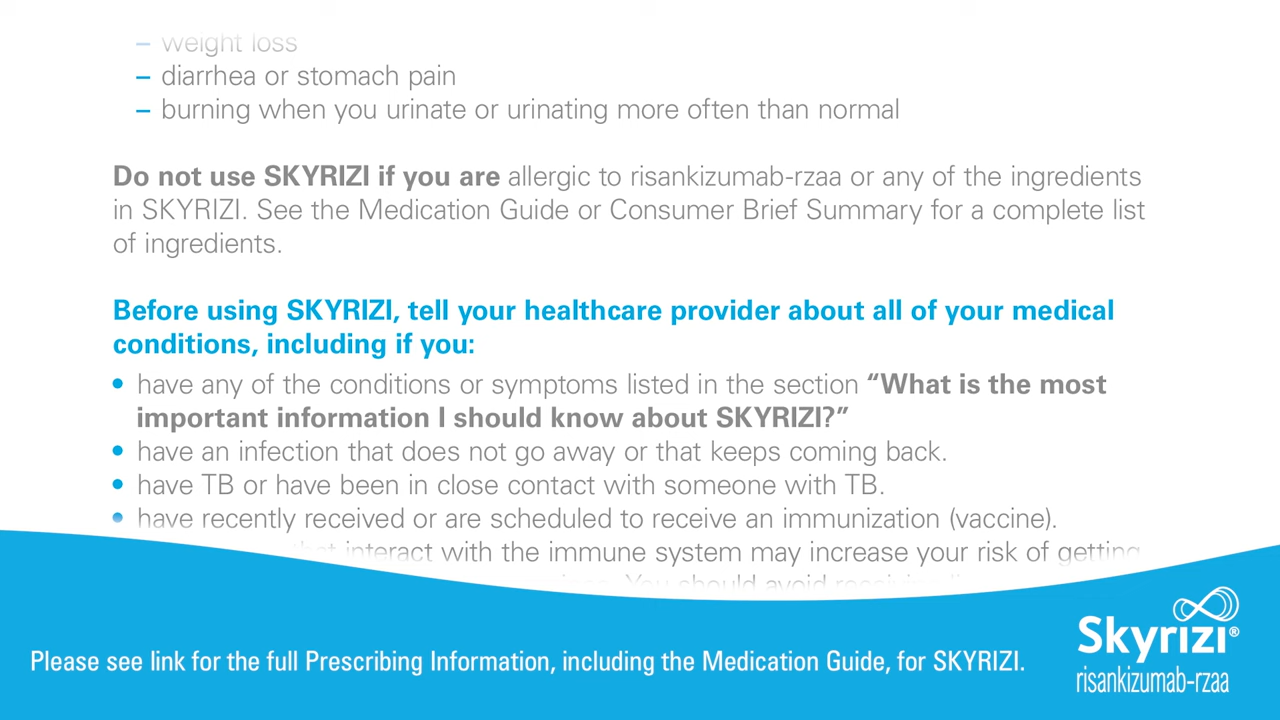 – weight loss
– diarrhea or stomach pain
– burning when you urinate or urinating more often than normal
Do not use SKYRIZI if you are allergic to risankizumab-rzaa or any of the ingredients
in SKYRIZI. See the Medication Guide or Consumer Brief Summary for a complete list
of ingredients.
Before using SKYRIZI, tell your healthcare provider about all of your medical
conditions, including if you:
• have any of the conditions or symptoms listed in the section “What is the most
important information I should know about SKYRIZI?”
• have an infection that does not go away or that keeps coming back.
• have TB or have been in close contact with someone with TB.
• have recently received or are scheduled to receive an immunization (vaccine).
interact with the immune system may increase your risk of getting
You should avoid
Please see link for the full Prescribing Information, including the Medication Guide, for SKYRIZI.
Skyrizi®
risankizumab-rzaa